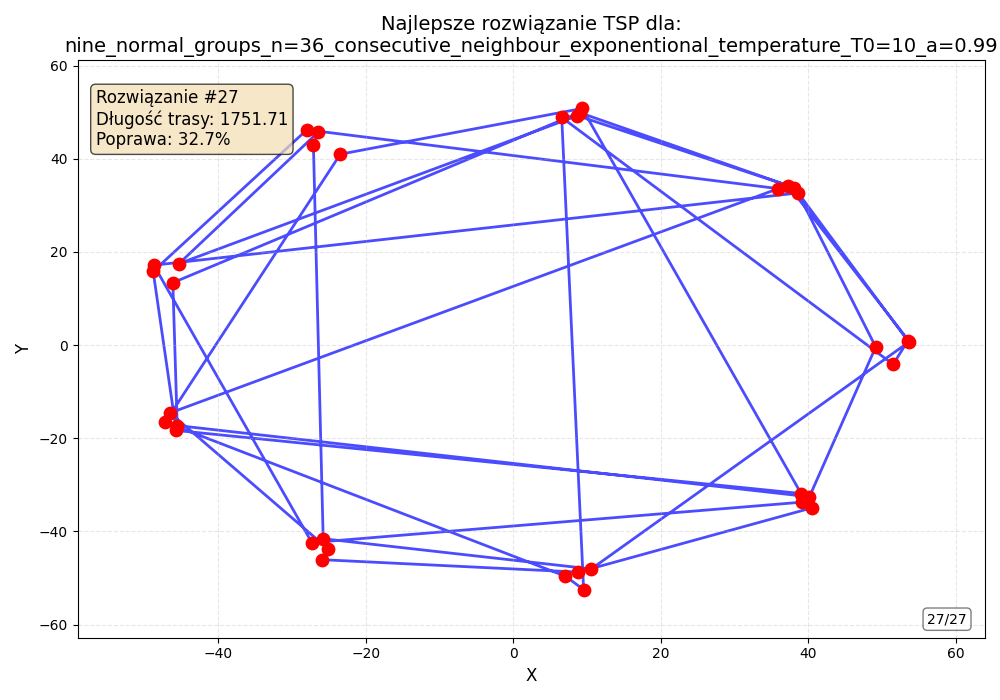 Najlepsze rozwiązanie TSP dla:
nine_normal_groups_n=36_consecutive_neighbour_exponential_temperature_T0=10_a=0.99
Rozwiązanie #27
Długość trasy: 1751.71
Poprawa: 32.7%
60
40
20
0
−20
−40
−60
Y
27/27
−40
−20
0
20
40
60
X